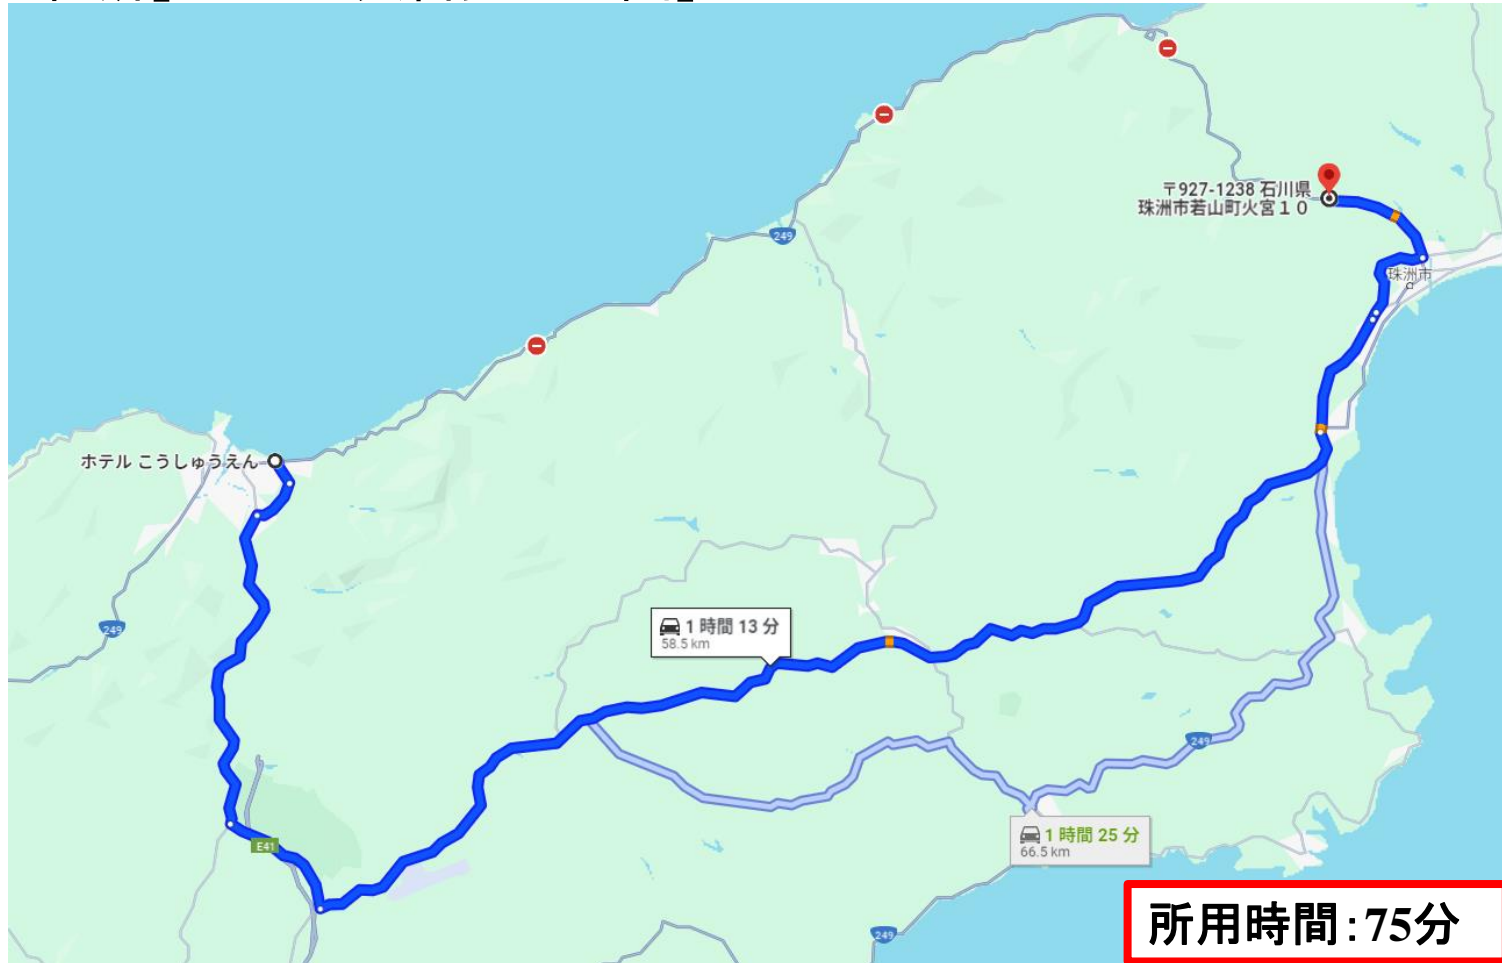 249
〒927-1238 石川県
珠洲市若山町火宮１０
珠洲市
ホテル こうしゅうえん
249
1 時間 13 分
58.5 km
249
1 時間 25 分
66.5 km
E41
249
所用時間：75分